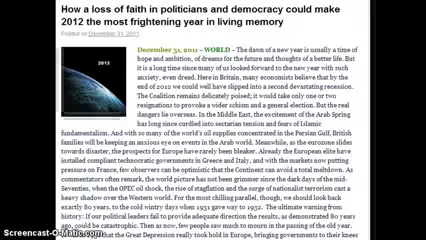 How a loss of faith in politicians and democracy could make
2012 the most frightening year in living memory
Posted on December 31, 2011
2012
December 31, 2011 – WORLD – The dawn of a new year is usually a time of
hope and ambition, of dreams for the future and thoughts of a better life. But
it is a long time since many of us looked forward to the new year with such
anxiety, even dread. Here in Britain, many economists believe that by the
end of 2012 we could well have slipped into a second devastating recession.
The Coalition remains delicately poised; it would take only one or two
resignations to provoke a wider schism and a general election. But the real
dangers lie overseas. In the Middle East, the excitement of the Arab Spring
has long since curdled into sectarian tension and fears of Islamic
fundamentalism. And with so many of the world's oil supplies concentrated in the Persian Gulf, British
families will be keeping an anxious eye on events in the Arab world. Meanwhile, as the eurozone slides
towards disaster, the prospects for Europe have rarely been bleaker. Already the European elite have
installed compliant technocratic governments in Greece and Italy, and with the markets now putting
pressure on France, few observers can be optimistic that the Continent can avoid a total meltdown. As
commentators often remark, the world picture has not been grimmer since the dark days of the mid-
Seventies, when the OPEC oil shock, the rise of stagflation and the surge of nationalist terrorism cast a
heavy shadow over the Western world. For the most chilling parallel, though, we should look back
exactly 80 years, to the cold wintry days when 1931 gave way to 1932. The ultimate warning from
history: If our political leaders fail to provide adequate direction the results, as demonstrated 80 years
ago, could be catastrophic. Then as now, few people saw much to mourn in the passing of the old year.
that the Great Depression really took hold in Europe, bringing governments to their knees
Screencast-O-Matic.com